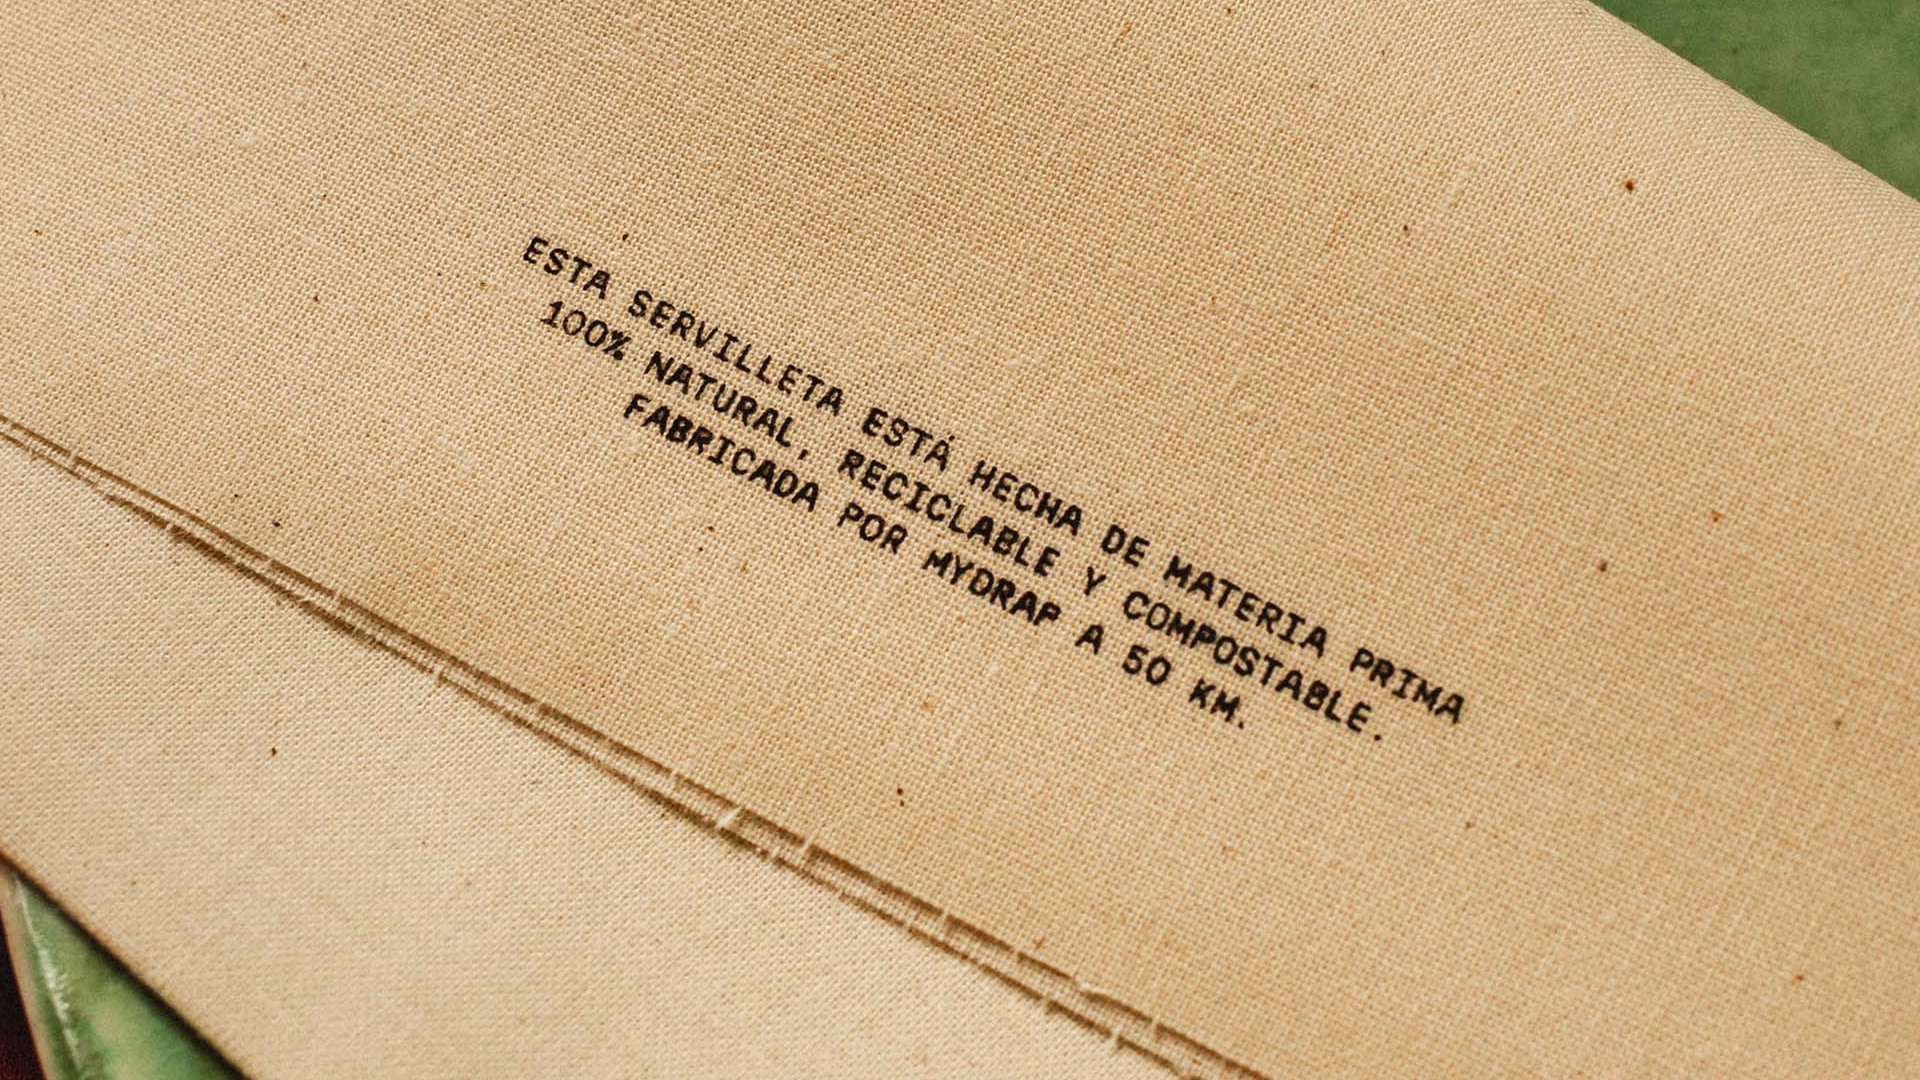 ESTA SERVILLETA ESTÁ HECHA DE MATERIA PRIMA
100% NATURAL, RECICLABLE Y COMPOSTABLE.
FABRICADA POR MYDRAP A 50 KM.